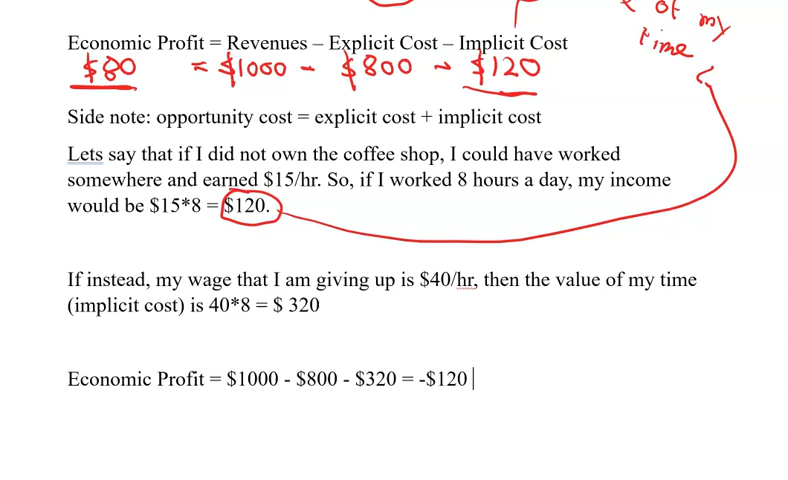 of my
time
Economic Profit = Revenues – Explicit Cost – Implicit Cost
$80 = $1000 - $800 - $120
Side note: opportunity cost = explicit cost + implicit cost
Lets say that if I did not own the coffee shop, I could have worked
somewhere and earned $15/hr. So, if I worked 8 hours a day, my income
would be $15*8 = $120.
If instead, my wage that I am giving up is $40/hr, then the value of my time
(implicit cost) is 40*8 = $ 320
Economic Profit = $1000 - $800 - $320 = -$120